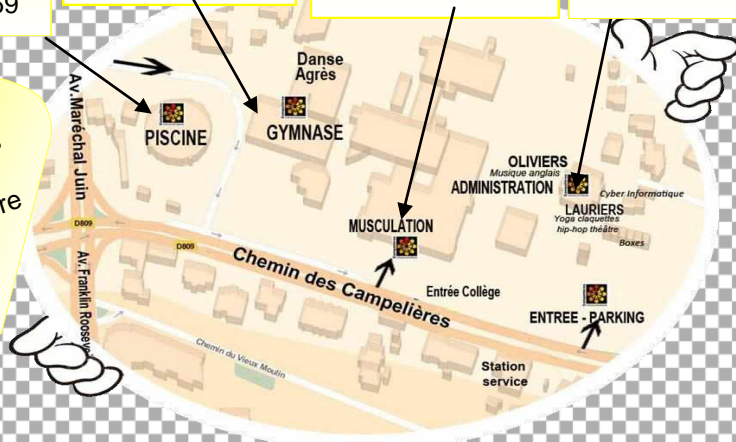 Danse
Agrès
PISCINE
GYMNASE
Av.Maréchal Juin
OLIVIERS
Musique anglais
ADMINISTRATION
Cyber Informatique
LAURIERS
Yoga claquettes
hip-hop théâtre
Boxes
MUSCULATION
D809
D809
Chemin des Campelières
Entrée Collège
ENTREE - PARKING
Av. Franklin Rooseve
Chemin du Vieux Moulin
Station
service